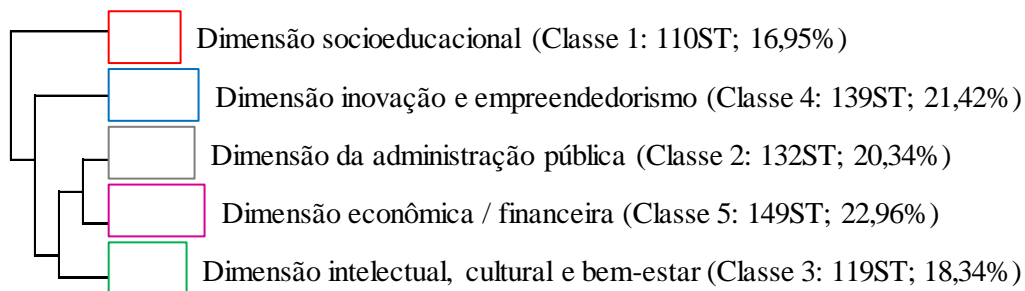 Dimensão socioeducacional (Classe 1: 110ST; 16,95%)
Dimensão inovação e empreendedorismo (Classe 4: 139ST; 21,42%)
Dimensão da administração pública (Classe 2: 132ST; 20,34%)
Dimensão econômica / financeira (Classe 5: 149ST; 22,96%)
Dimensão intelectual, cultural e bem-estar (Classe 3: 119ST; 18,34%)